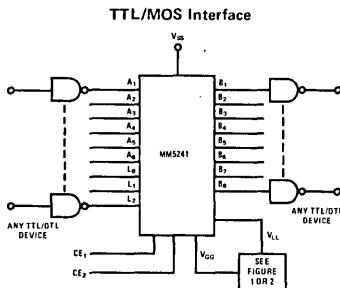 TTL/MOS Interface
VSS
A1
A2
A3
A4
A5
A6
L0
L1
L2
MM5241
B1
B2
B3
B4
B5
B6
B7
B8
ANY TTL/DTL
DEVICE
ANY TTL/DTL
DEVICE
CE1
CE2
VGG
VLL
SEE
FIGURE
1 OR 2